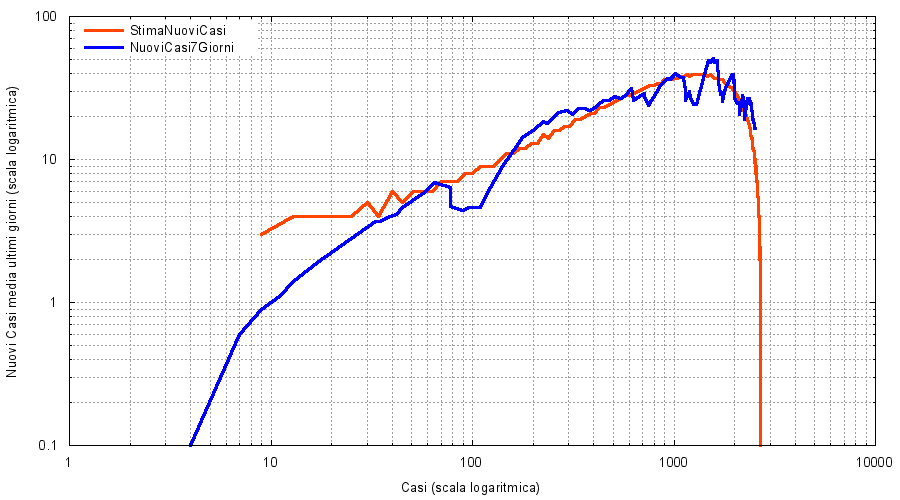 100
StimaNuoviCasi
NuoviCasi7Giorni
10
1
0.1
Nuovi Casi media ultimi giorni (scala logaritmica)
1
10
100
1000
10000
Casi (scala logaritmica)